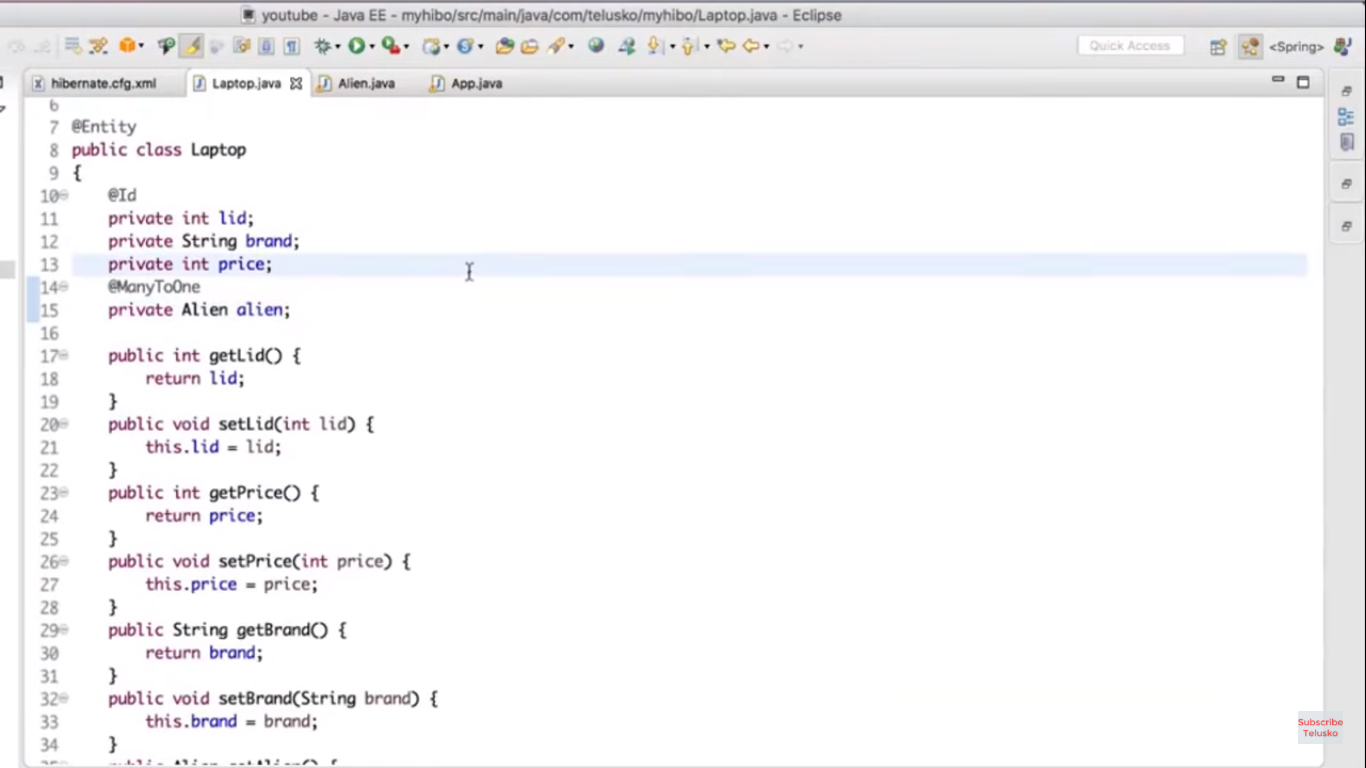 youtube - Java EE - myhibo/src/main/java/com/telusko/myhibo/Laptop.java - Eclipse
Quick Access
<Spring>
hibernate.cfg.xml
Laptop.java
Alien.java
App.java
6
7 @Entity
8 public class Laptop
9 {
10 @Id
11 private int lid;
12 private String brand;
13 private int price;
14 @ManyToOne
15 private Alien alien;
16
17 public int getLid() {
18 return lid;
19 }
20 public void setLid(int lid) {
21 this.lid = lid;
22 }
23 public int getPrice() {
24 return price;
25 }
26 public void setPrice(int price) {
27 this.price = price;
28 }
29 public String getBrand() {
30 return brand;
31 }
32 public void setBrand(String brand) {
33 this.brand = brand;
34 }
Subscribe
Telusko